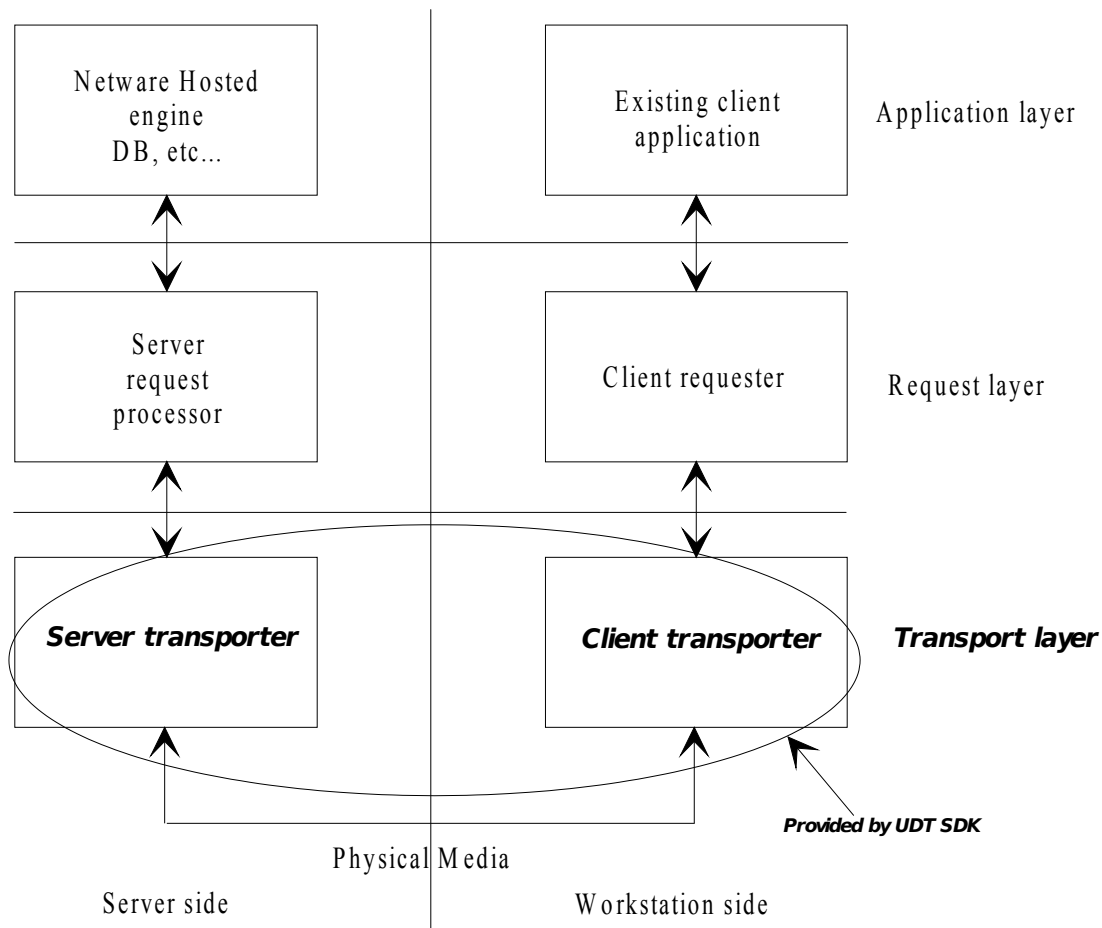 Netware Hosted
engine
DB, etc...
Existing client
application
Application layer
Server
request
processor
Client requester
Request layer
Server transporter
Client transporter
Transport layer
Provided by UDT SDK
Physical Media
Server side
Workstation side